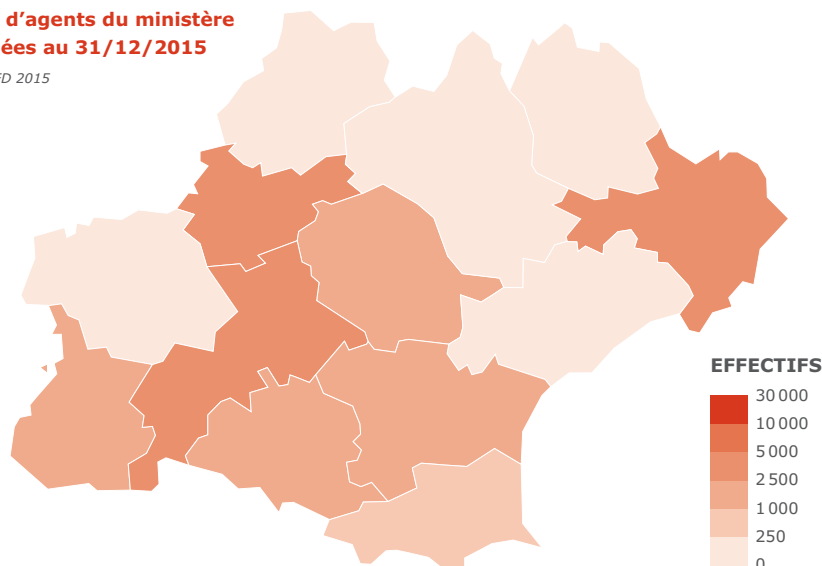 d’agents du ministère
ées au 31/12/2015
D 2015
EFFECTIFS
30 000
10 000
5 000
2 500
1 000
250
0